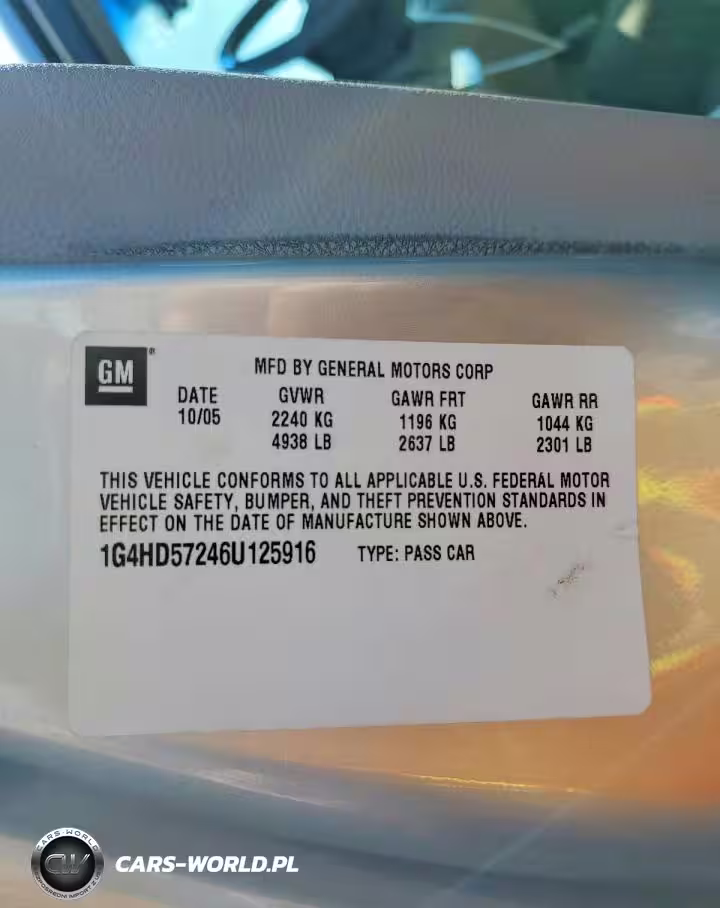 GM
MFD BY GENERAL MOTORS CORP
DATE GVWR GAWR FRT GAWR RR
10/05 2240 KG 1196 KG 1044 KG
4938 LB 2637 LB 2301 LB
THIS VEHICLE CONFORMS TO ALL APPLICABLE U.S. FEDERAL MOTOR
VEHICLE SAFETY, BUMPER, AND THEFT PREVENTION STANDARDS IN
EFFECT ON THE DATE OF MANUFACTURE SHOWN ABOVE.
1G4HD57246U125916 TYPE: PASS CAR
CARS-WORLD
CW
CARS-WORLD.PL